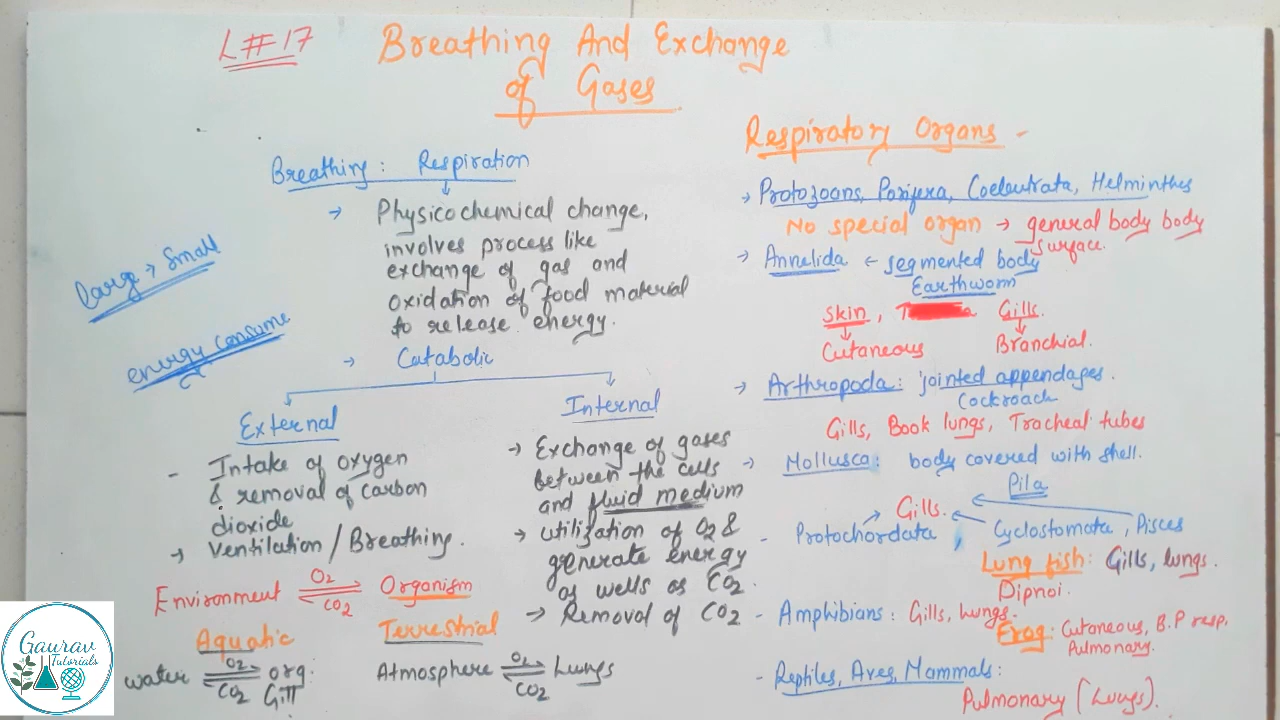 L#17
Breathing And Exchange
of Gases
Breathing: Respiration
→ Physicochemical change,
involves process like
exchange of gas and
oxidation of food material
to release energy.
→ Catabolic
large → Small
energy consume
External
- Intake of oxygen
& removal of carbon
dioxide
→ Ventilation / Breathing.
Environment O2 ⇌ CO2 Organism
Aquatic
water O2 ⇌ CO2 org:
Gill
Terrestrial
Atmosphere O2 ⇌ CO2 Lungs
Internal
→ Exchange of gases
between the cells
and fluid medium
→ utilization of O2 &
generate energy
as wells as CO2.
→ Removal of CO2
Respiratory Organs -
→ Protozoons, Porifera, Coelentrata, Helminthes
No special organ → general body body
surface.
→ Annelida ← segmented body
Earthworm
Skin, Gills.
Cutaneous Branchial.
→ Arthropoda: jointed appendages.
Cockroach
Gills, Book lungs, Tracheal tubes
→ Mollusca: body covered with shell.
Pila
Gills.
- Protochordata, Cyclostomata, Pisces
Lung fish: Gills, lungs.
Dipnoi.
- Amphibians: Gills, lungs.
Frog: Cutaneous, B.P resp.
Pulmonary.
- Reptiles, Aves, Mammals:
Pulmonary (Lungs).
Gaurav
Tutorials